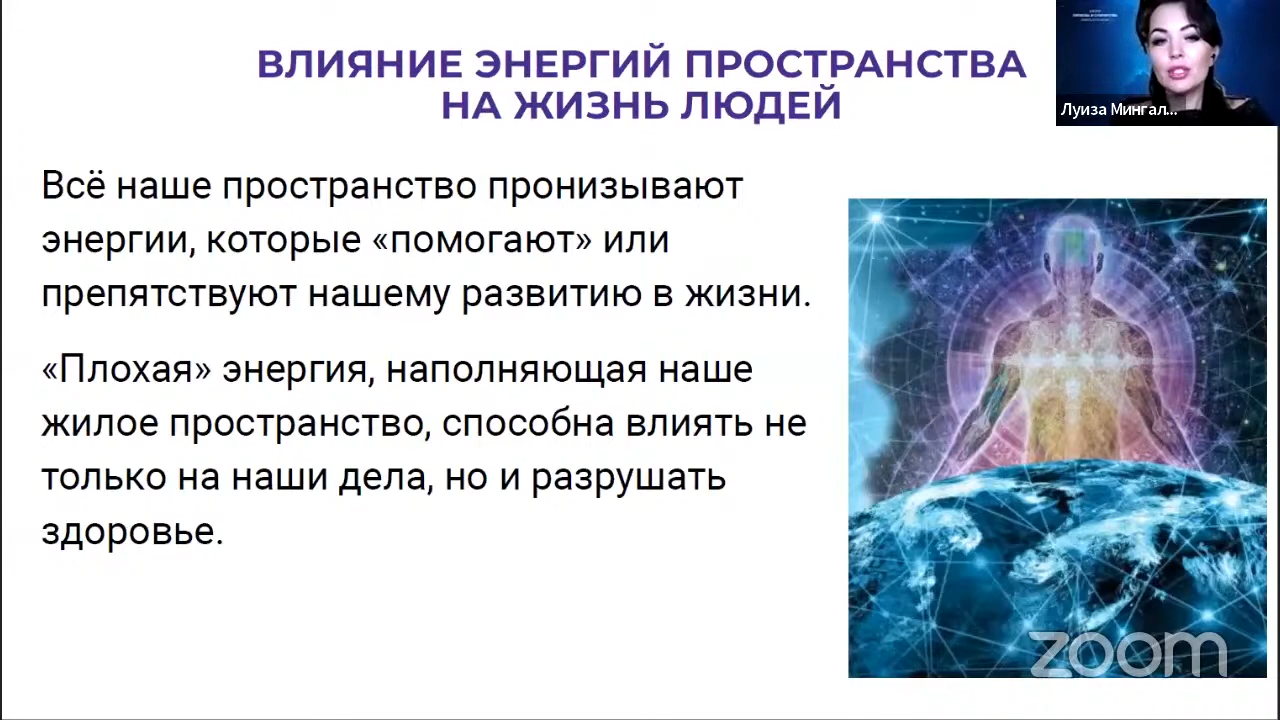 ВЛИЯНИЕ ЭНЕРГИЙ ПРОСТРАНСТВА
НА ЖИЗНЬ ЛЮДЕЙ
Луиза Мингал...
Всё наше пространство пронизывают
энергии, которые «помогают» или
препятствуют нашему развитию в жизни.
«Плохая» энергия, наполняющая наше
жилое пространство, способна влиять не
только на наши дела, но и разрушать
здоровье.
zoom